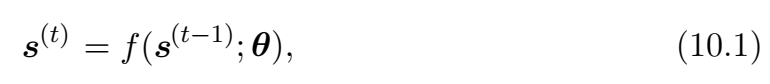 s^{(t)} = f(s^{(t−1)}; θ), (10.1)